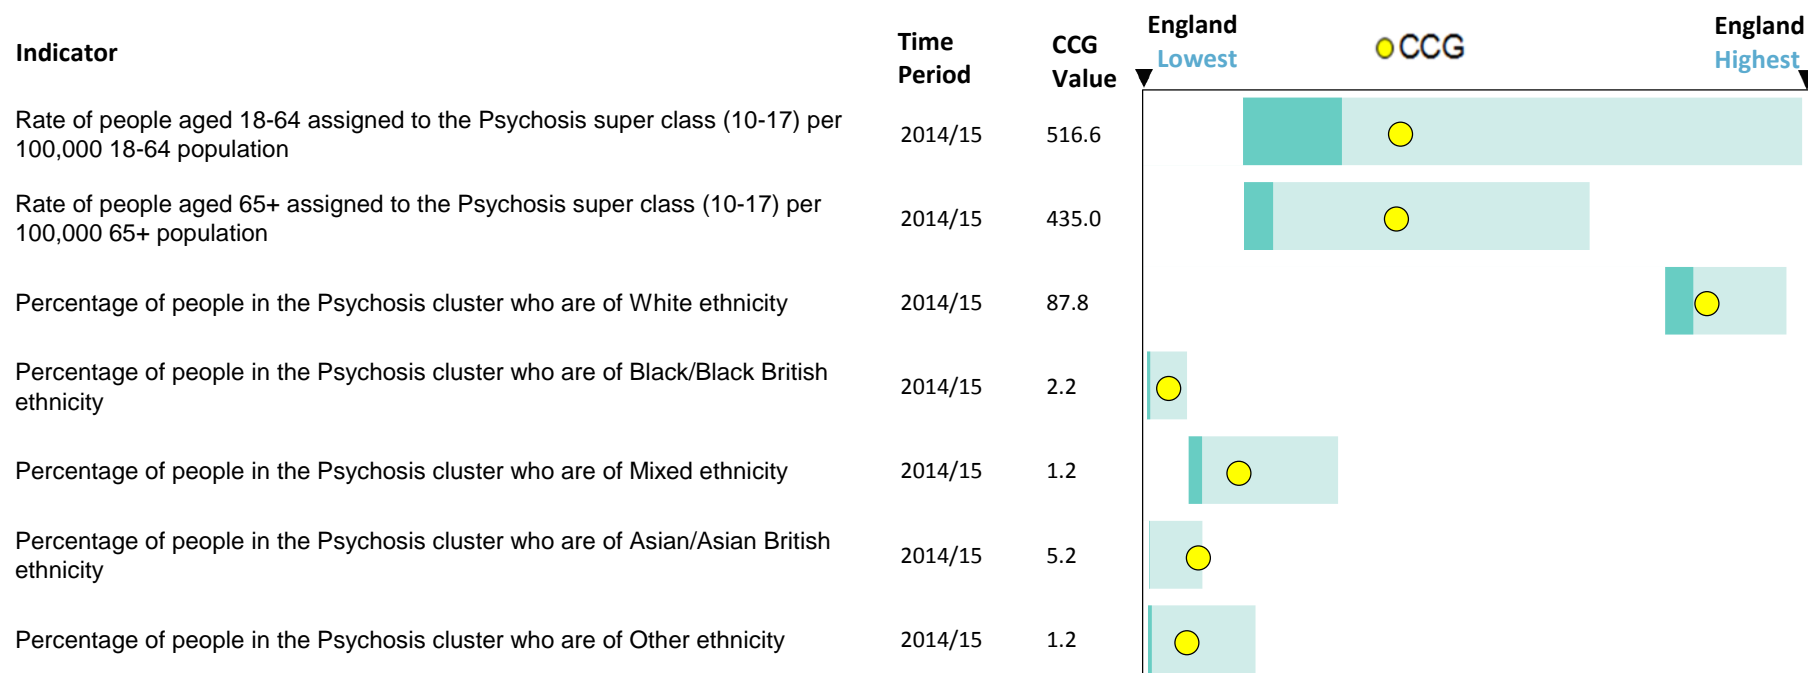 Indicator
Time Period
CCG Value
England Lowest
CCG
England Highest
Rate of people aged 18-64 assigned to the Psychosis super class (10-17) per
100,000 18-64 population
2014/15
516.6
Rate of people aged 65+ assigned to the Psychosis super class (10-17) per
100,000 65+ population
2014/15
435.0
Percentage of people in the Psychosis cluster who are of White ethnicity
2014/15
87.8
Percentage of people in the Psychosis cluster who are of Black/Black British
ethnicity
2014/15
2.2
Percentage of people in the Psychosis cluster who are of Mixed ethnicity
2014/15
1.2
Percentage of people in the Psychosis cluster who are of Asian/Asian British
ethnicity
2014/15
5.2
Percentage of people in the Psychosis cluster who are of Other ethnicity
2014/15
1.2